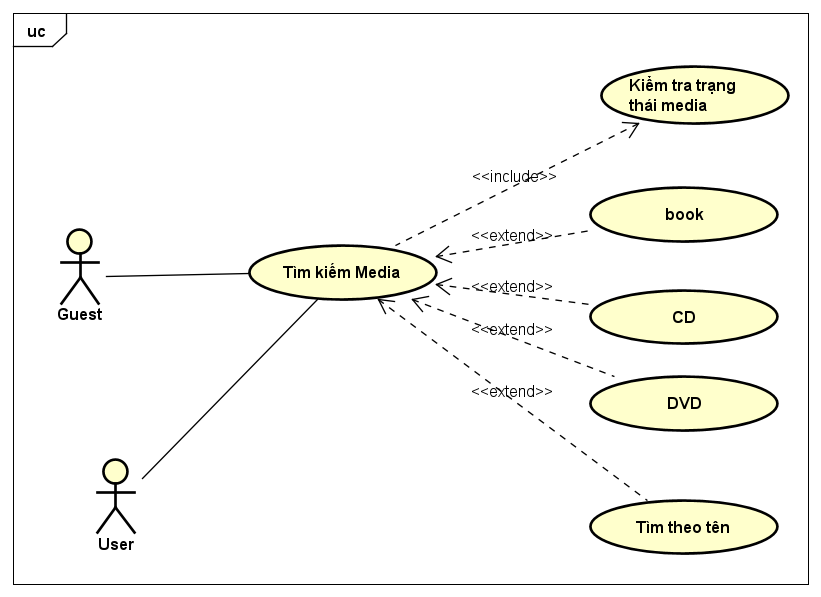 uc
Kiểm tra trạng
thái media
<<include>>
book
<<extend>>
Tìm kiếm Media
<<extend>>
CD
Guest
<<extend>>
DVD
<<extend>>
Tìm theo tên
User